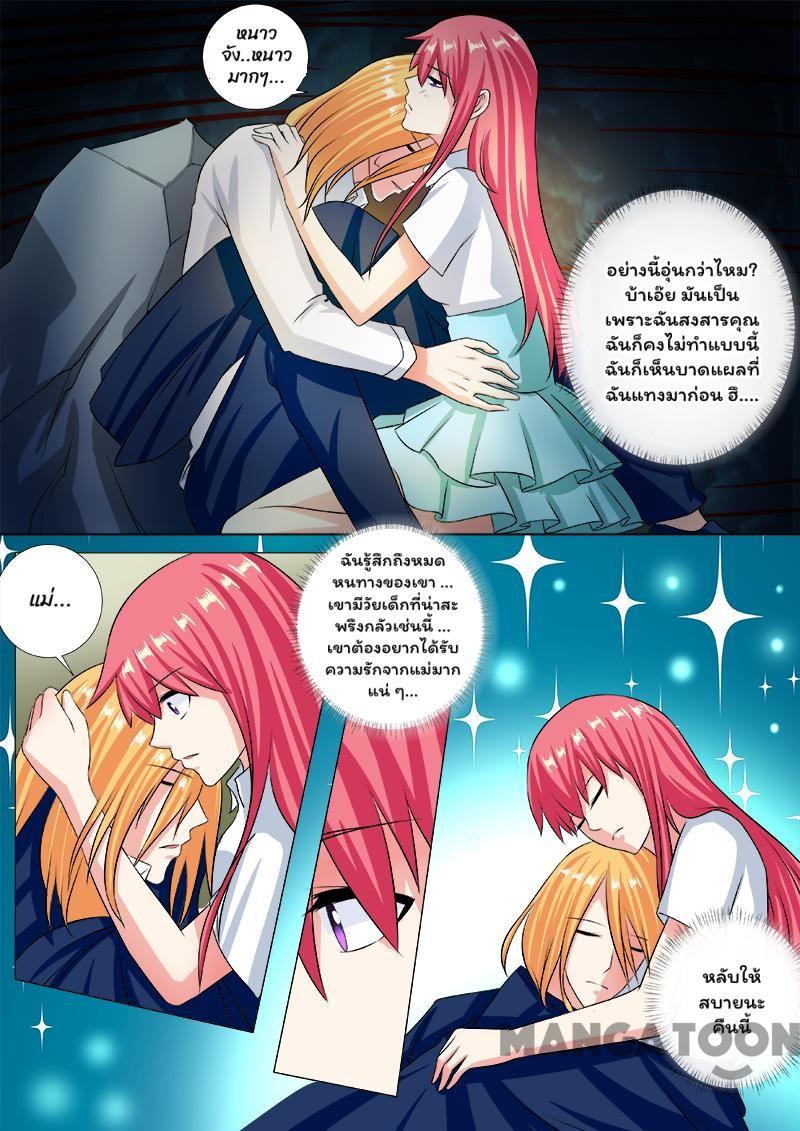 หนาว
จัง..หนาว
มากๆ...
อย่างนี้อุ่นกว่าไหม?
บ้าเอ๊ย มันเป็น
เพราะฉันสงสารคุณ
ฉันก็คงไม่ทำแบบนี้
ฉันก็เห็นบาดแผลที่
ฉันแทงมาก่อน ฮึ....
แม่...
ฉันรู้สึกถึงหมด
หนทางของเขา ...
เขามีวัยเด็กที่น่าสะ
พรึงกลัวเช่นนี้ ...
เขาต้องอยากได้รับ
ความรักจากแม่มาก
แน่ ๆ...
หลับให้
สบายนะ
คืนนี้
MANGATOON